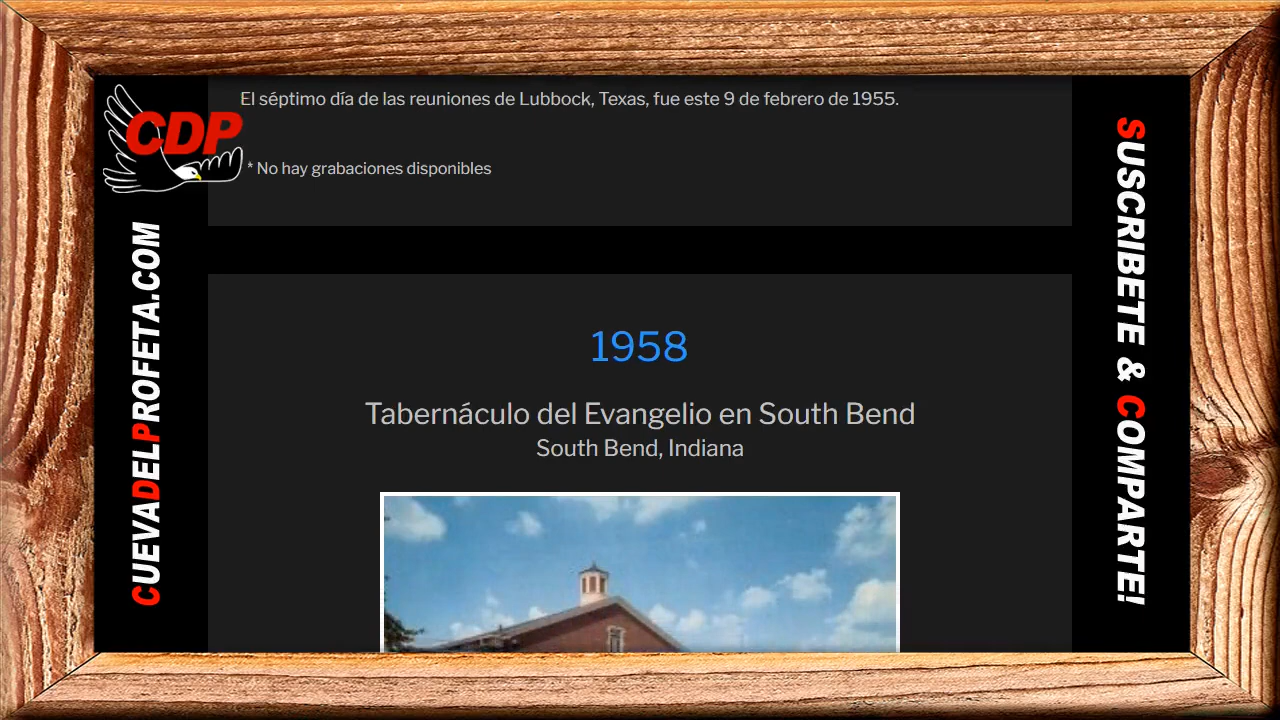 El séptimo día de las reuniones de Lubbock, Texas, fue este 9 de febrero de 1955.
CDP
* No hay grabaciones disponibles
CUEVADELPROFETA.COM
SUSCRIBETE & COMPARTE!
1958
Tabernáculo del Evangelio en South Bend
South Bend, Indiana